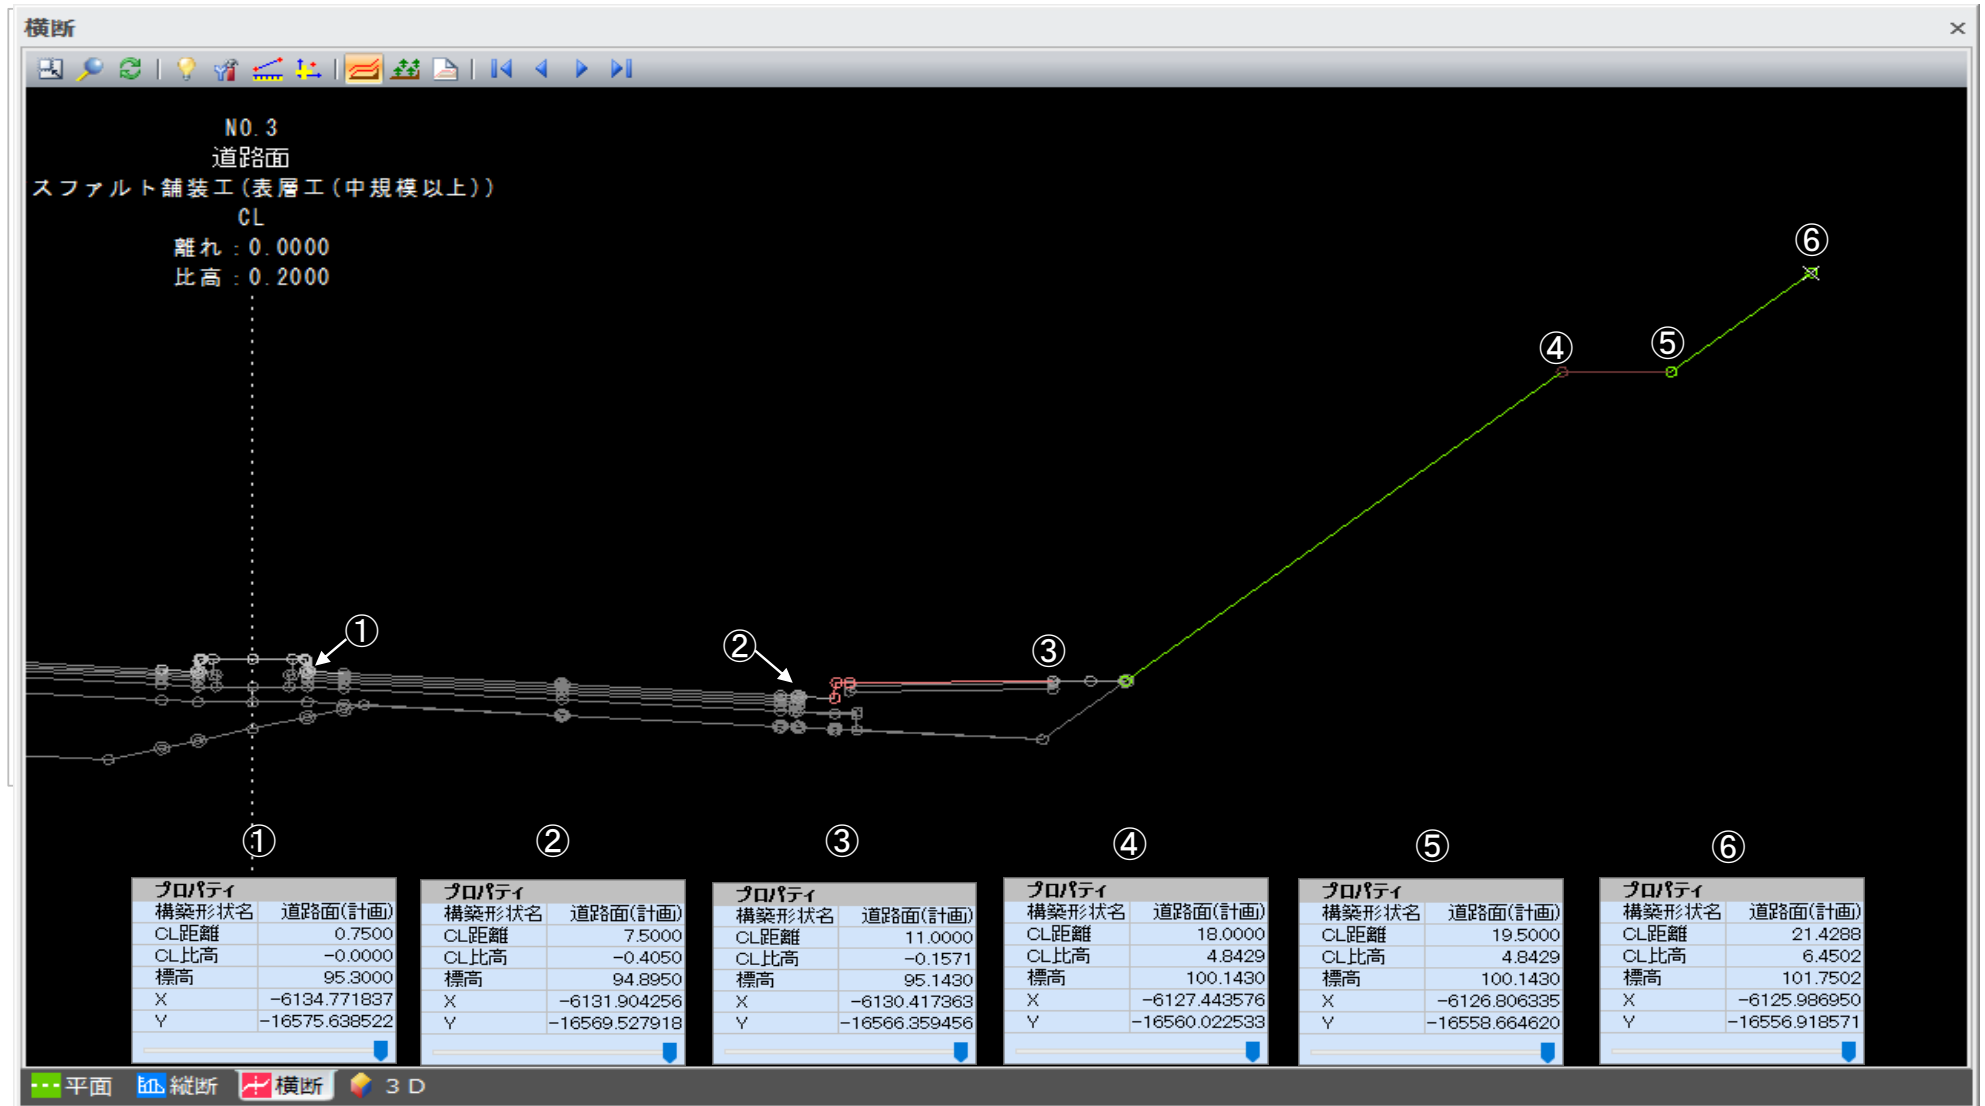 横断
NO.3
道路面
スファルト舗装工(表層工(中規模以上))
CL
離れ:0.0000
比高:0.2000
⑥
④
⑤
①
②
③
①
②
③
④
⑤
⑥
プロパティ
構築形状名 道路面(計画)
CL距離 0.7500
CL比高 -0.0000
標高 95.3000
X -6134.771837
Y -16575.638522
プロパティ
構築形状名 道路面(計画)
CL距離 7.5000
CL比高 -0.4050
標高 94.8950
X -6131.904256
Y -16569.527918
プロパティ
構築形状名 道路面(計画)
CL距離 11.0000
CL比高 -0.1571
標高 95.1430
X -6130.417363
Y -16566.359456
プロパティ
構築形状名 道路面(計画)
CL距離 18.0000
CL比高 4.8429
標高 100.1430
X -6127.443576
Y -16560.022533
プロパティ
構築形状名 道路面(計画)
CL距離 19.5000
CL比高 4.8429
標高 100.1430
X -6126.806335
Y -16558.664620
プロパティ
構築形状名 道路面(計画)
CL距離 21.4288
CL比高 6.4502
標高 101.7502
X -6125.986950
Y -16556.918571
平面 縦断 横断 3D